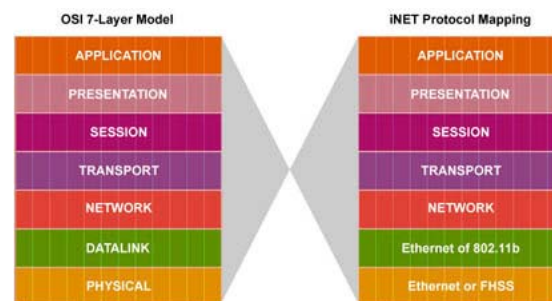 OSI 7-Layer Model
APPLICATION
PRESENTATION
SESSION
TRANSPORT
NETWORK
DATALINK
PHYSICAL
iNET Protocol Mapping
APPLICATION
PRESENTATION
SESSION
TRANSPORT
NETWORK
Ethernet of 802.11b
Ethernet or FHSS